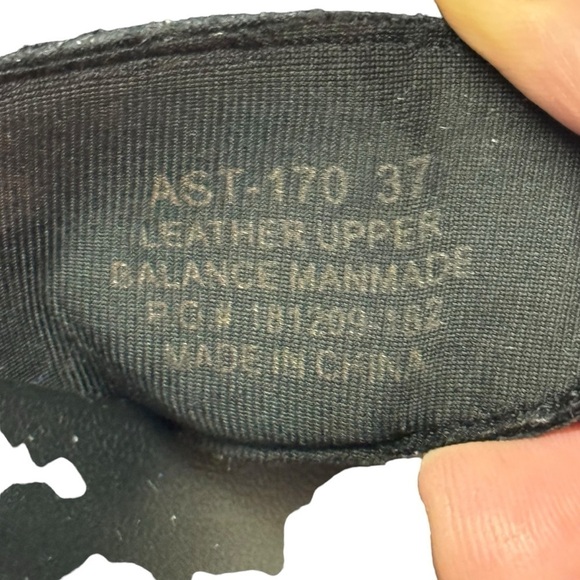 AST-170 37
LEATHER UPPER
BALANCE MANMADE
P.O # 181209-182
MADE IN CHINA